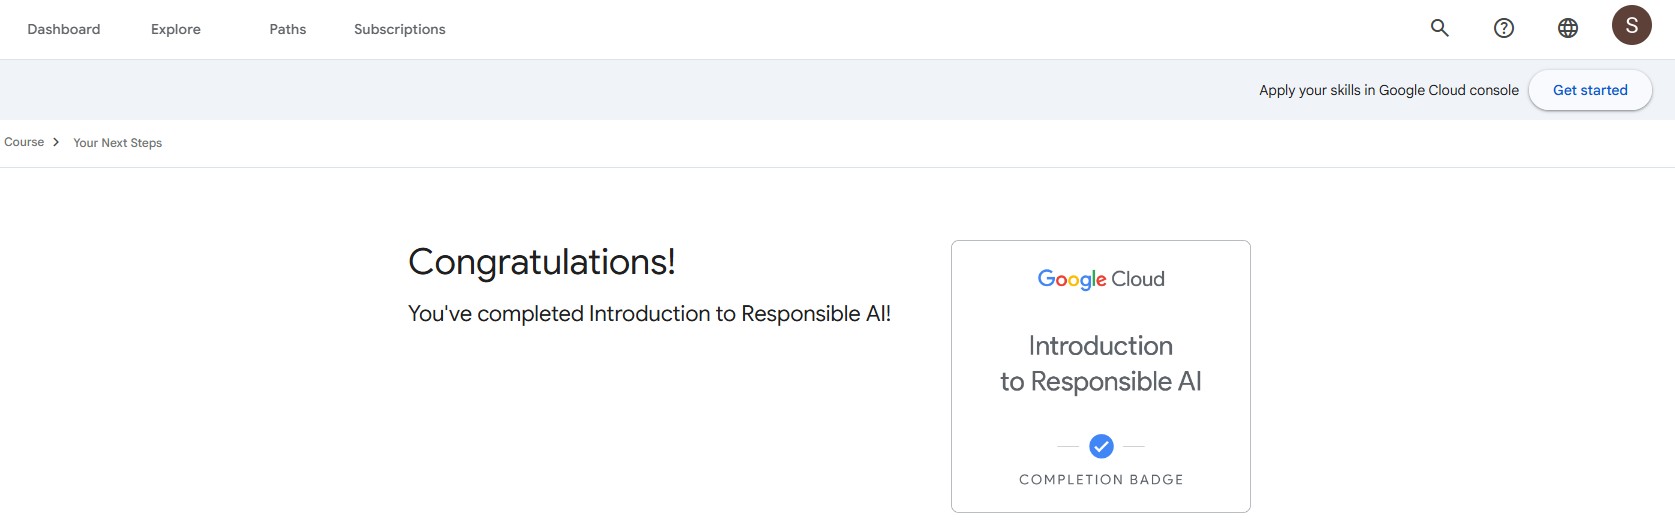 Dashboard Explore Paths Subscriptions S
Apply your skills in Google Cloud console Get started
Course Your Next Steps
Congratulations!
You've completed Introduction to Responsible AI!
Google Cloud
Introduction
to Responsible AI
COMPLETION BADGE